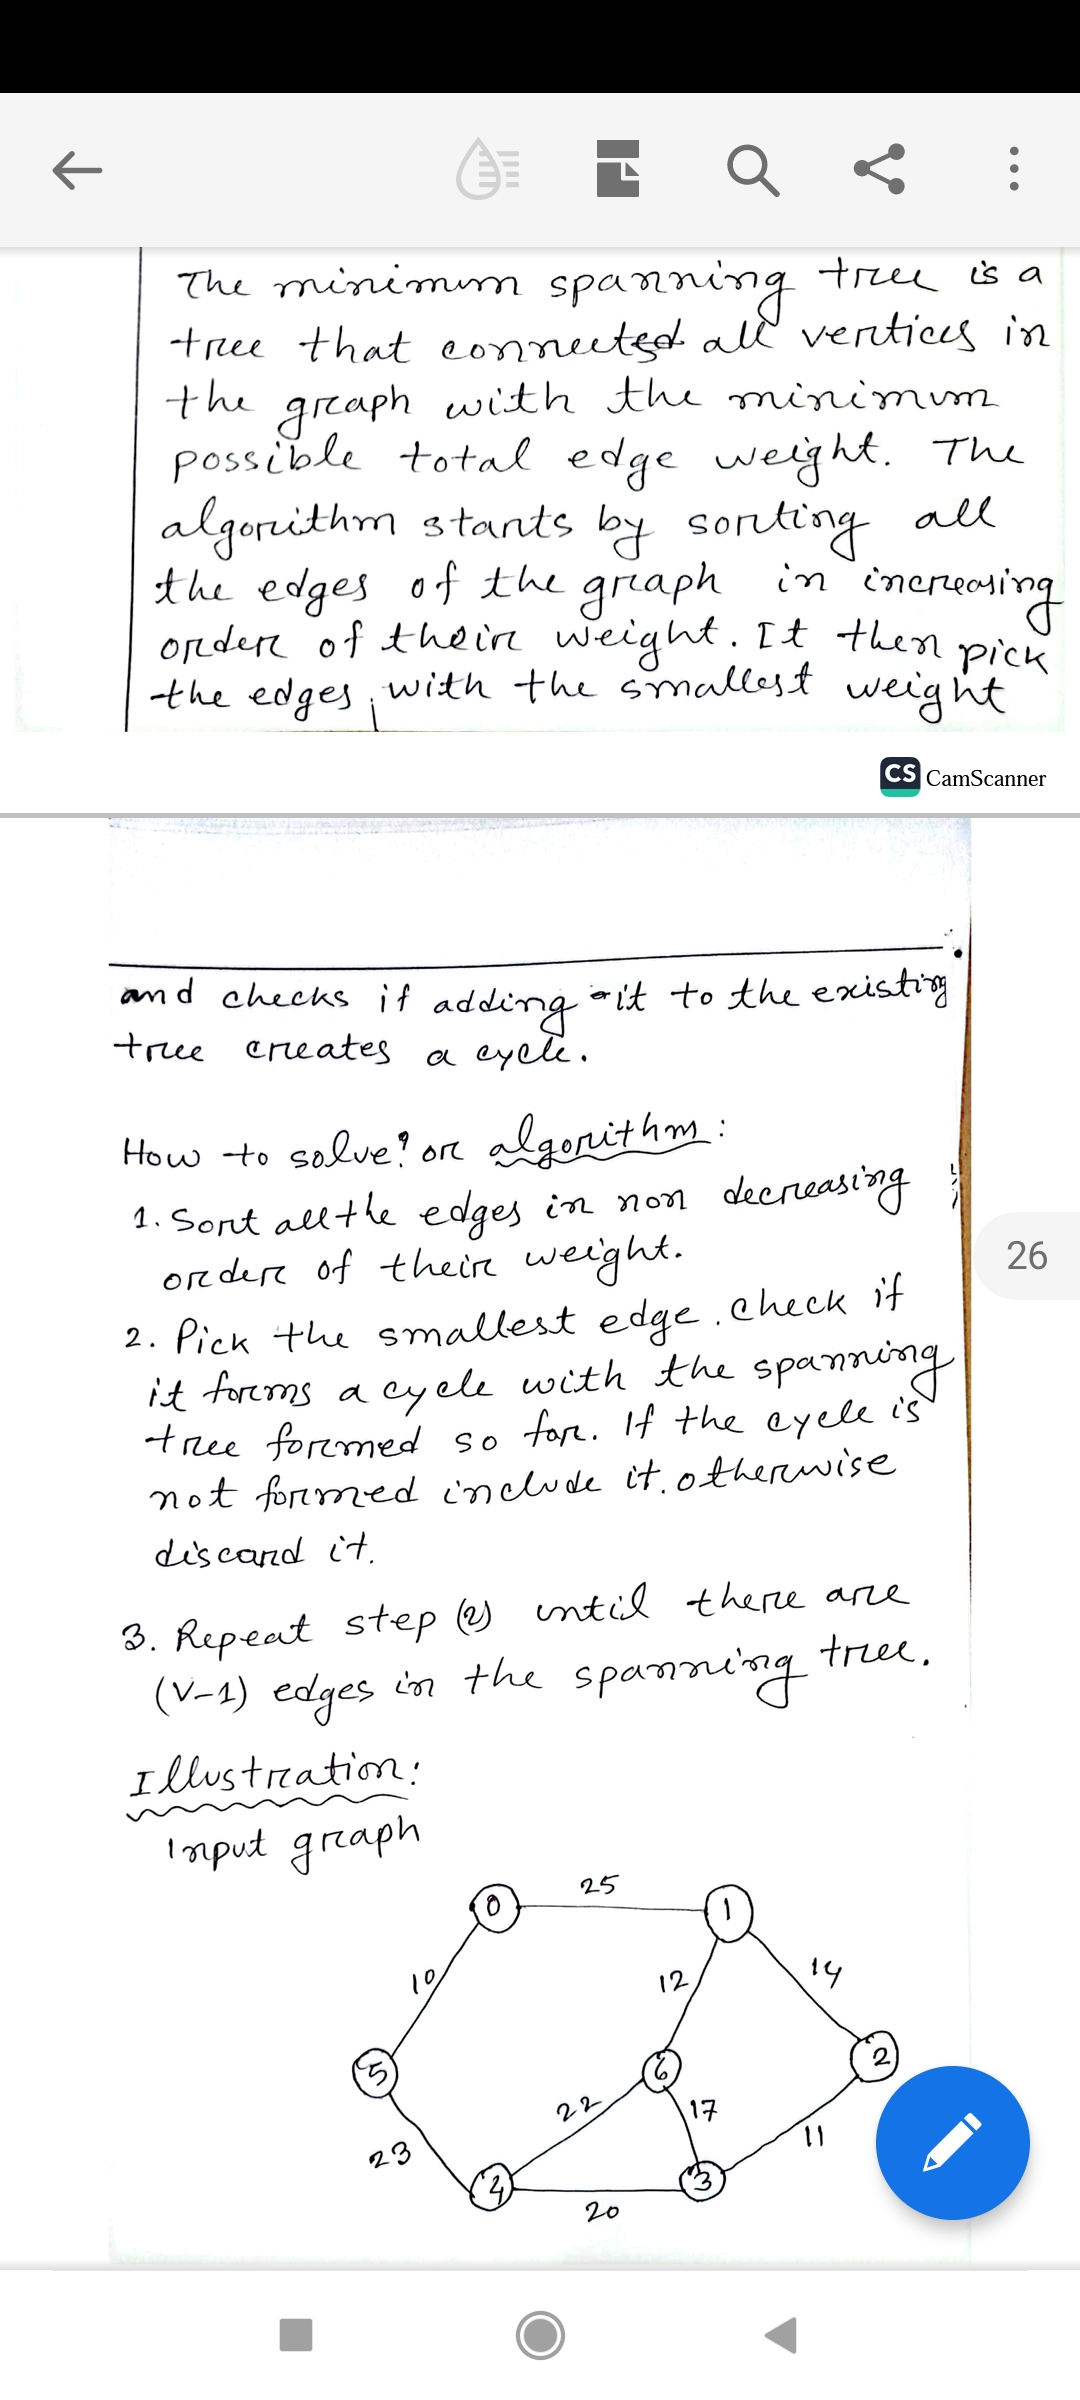 The minimum spanning tree is a
tree that connected all vertices in
the graph with the minimum
possible total edge weight. The
algorithm starts by sorting all
the edges of the graph in increasing
order of their weight. It then pick
the edges with the smallest weight
CS CamScanner
and checks if adding it to the existing
tree creates a cycle.
How to solve? or algorithm:
1. Sort all the edges in non decreasing
order of their weight.
2. Pick the smallest edge. check if
it forms a cycle with the spanning
tree formed so far. If the cycle is
not formed include it. otherwise
discard it.
26
3. Repeat step (2) until there are
(V-1) edges in the spanning tree.
Illustration:
Input graph
25
0 1
10 12 14
5 6 2
22 17 11
23
4 3
20